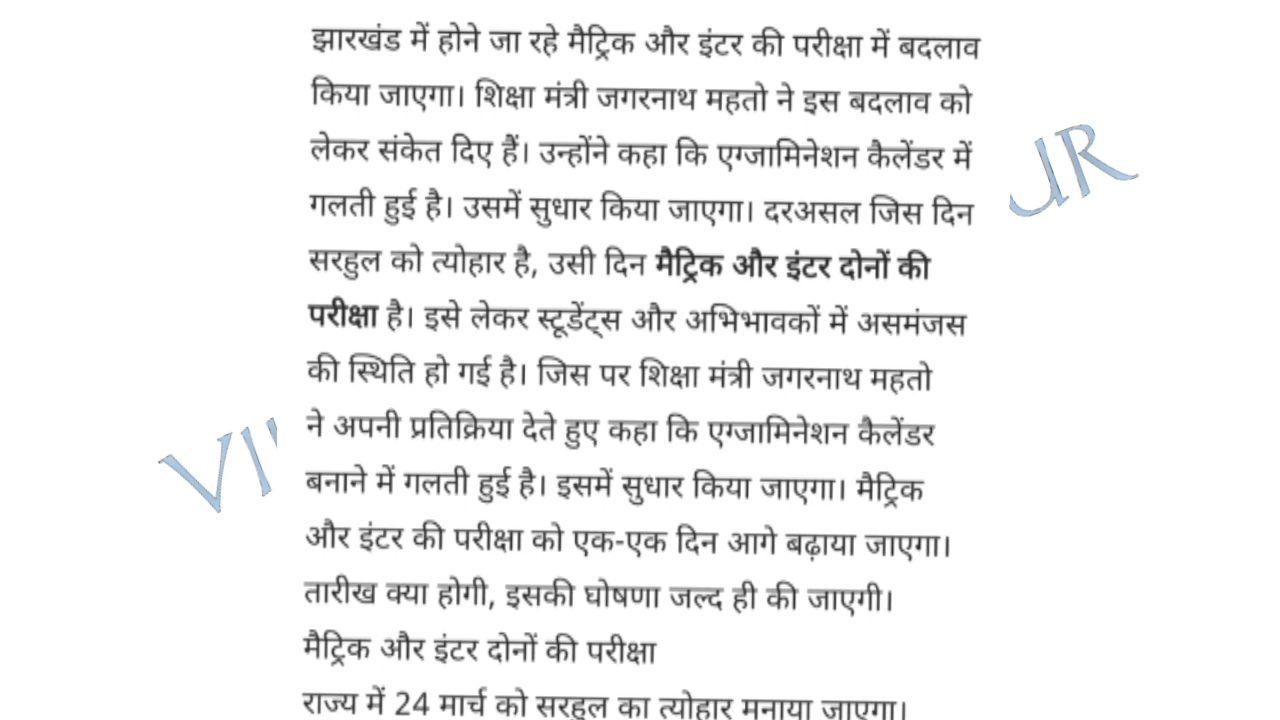 झारखंड में होने जा रहे मैट्रिक और इंटर की परीक्षा में बदलाव
किया जाएगा। शिक्षा मंत्री जगरनाथ महतो ने इस बदलाव को
लेकर संकेत दिए हैं। उन्होंने कहा कि एग्जामिनेशन कैलेंडर में
गलती हुई है। उसमें सुधार किया जाएगा। दरअसल जिस दिन
सरहुल को त्योहार है, उसी दिन मैट्रिक और इंटर दोनों की
परीक्षा है। इसे लेकर स्टूडेंट्स और अभिभावकों में असमंजस
की स्थिति हो गई है। जिस पर शिक्षा मंत्री जगरनाथ महतो
ने अपनी प्रतिक्रिया देते हुए कहा कि एग्जामिनेशन कैलेंडर
बनाने में गलती हुई है। इसमें सुधार किया जाएगा। मैट्रिक
और इंटर की परीक्षा को एक-एक दिन आगे बढ़ाया जाएगा।
तारीख क्या होगी, इसकी घोषणा जल्द ही की जाएगी।
मैट्रिक और इंटर दोनों की परीक्षा
राज्य में 24 मार्च को सरहुल का त्योहार मनाया जाएगा।